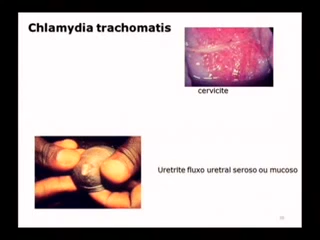 Chlamydia trachomatis
cervicite
Uretrite fluxo uretral seroso ou mucoso